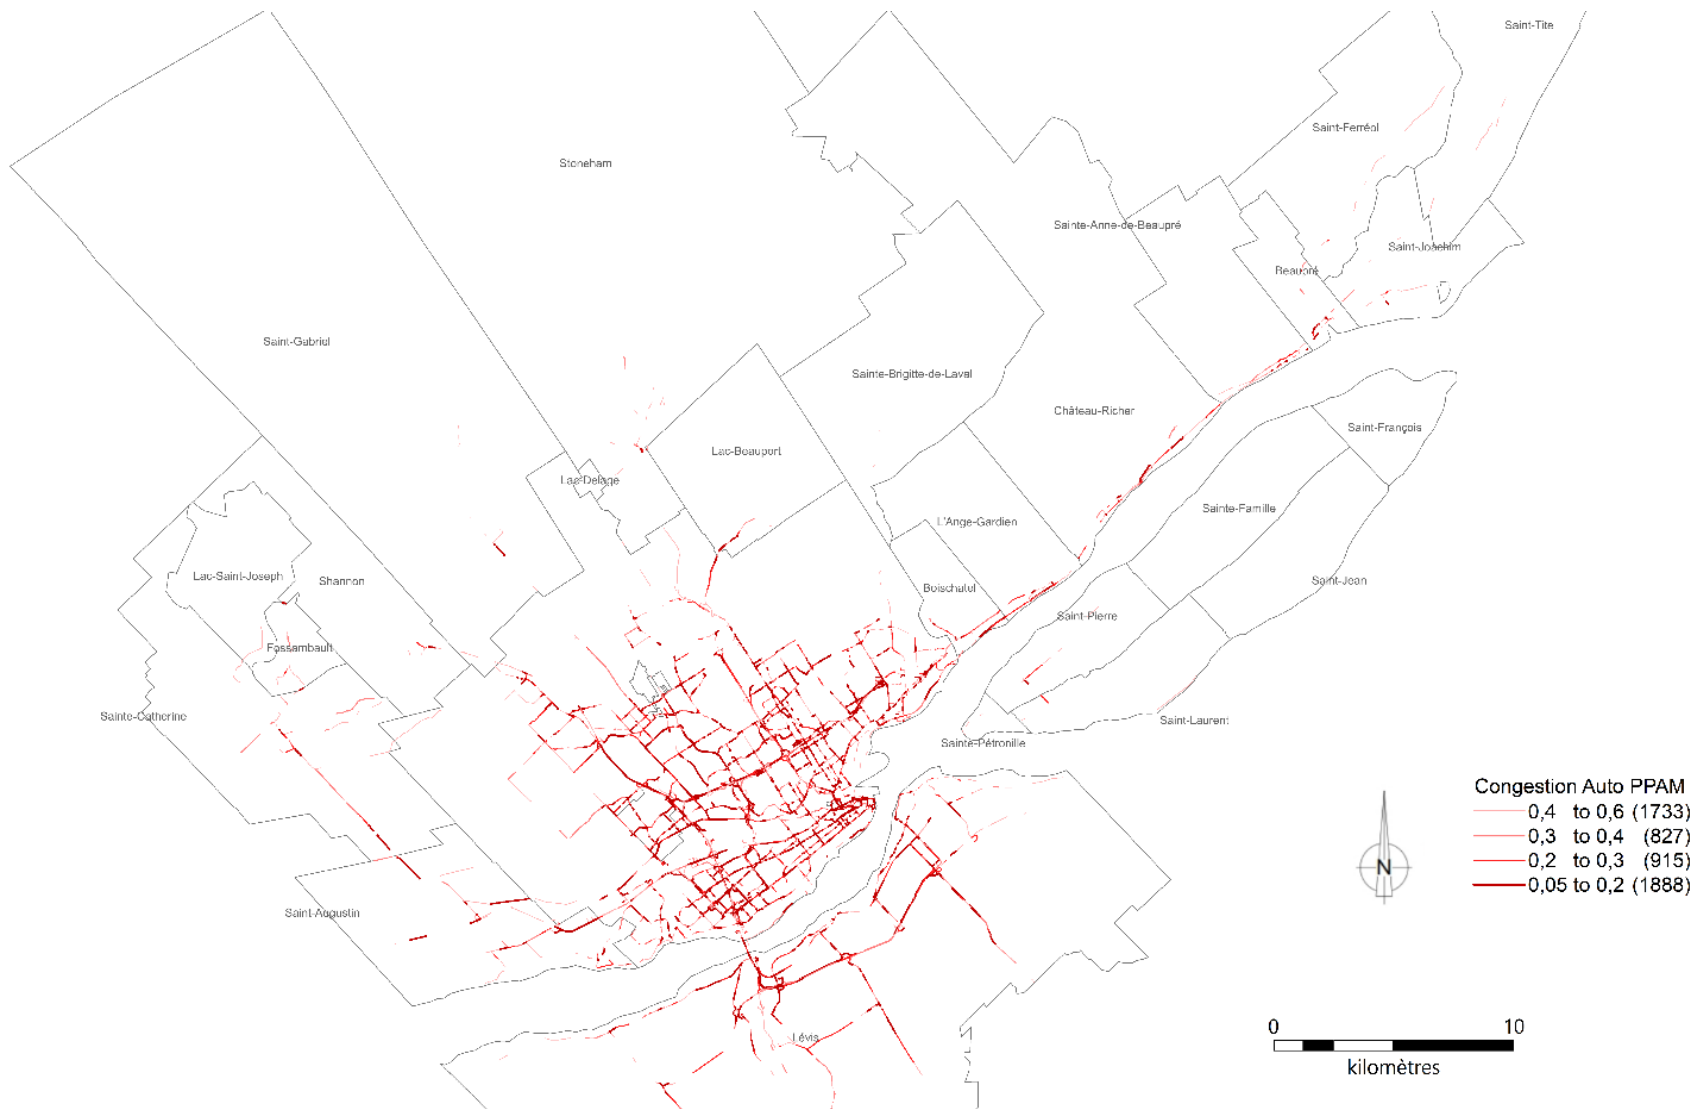 Saint-Tite
Saint-Ferréol
Stoneham
Sainte-Anne-de-Beaupré
Saint-Joachim
Beaupré
Saint-Gabriel
Sainte-Brigitte-de-Laval
Château-Richer
Saint-François
Lac-Beauport
Lac-Delage
Sainte-Famille
L'Ange-Gardien
Lac-Saint-Joseph
Shannon
Saint-Jean
Boischatel
Saint-Pierre
Fossambault
Sainte-Catherine
Saint-Laurent
Sainte-Pétronille
Congestion Auto PPAM
0,4 to 0,6 (1733)
0,3 to 0,4 (827)
0,2 to 0,3 (915)
0,05 to 0,2 (1888)
N
Saint-Augustin
Lévis
0 10
kilomètres